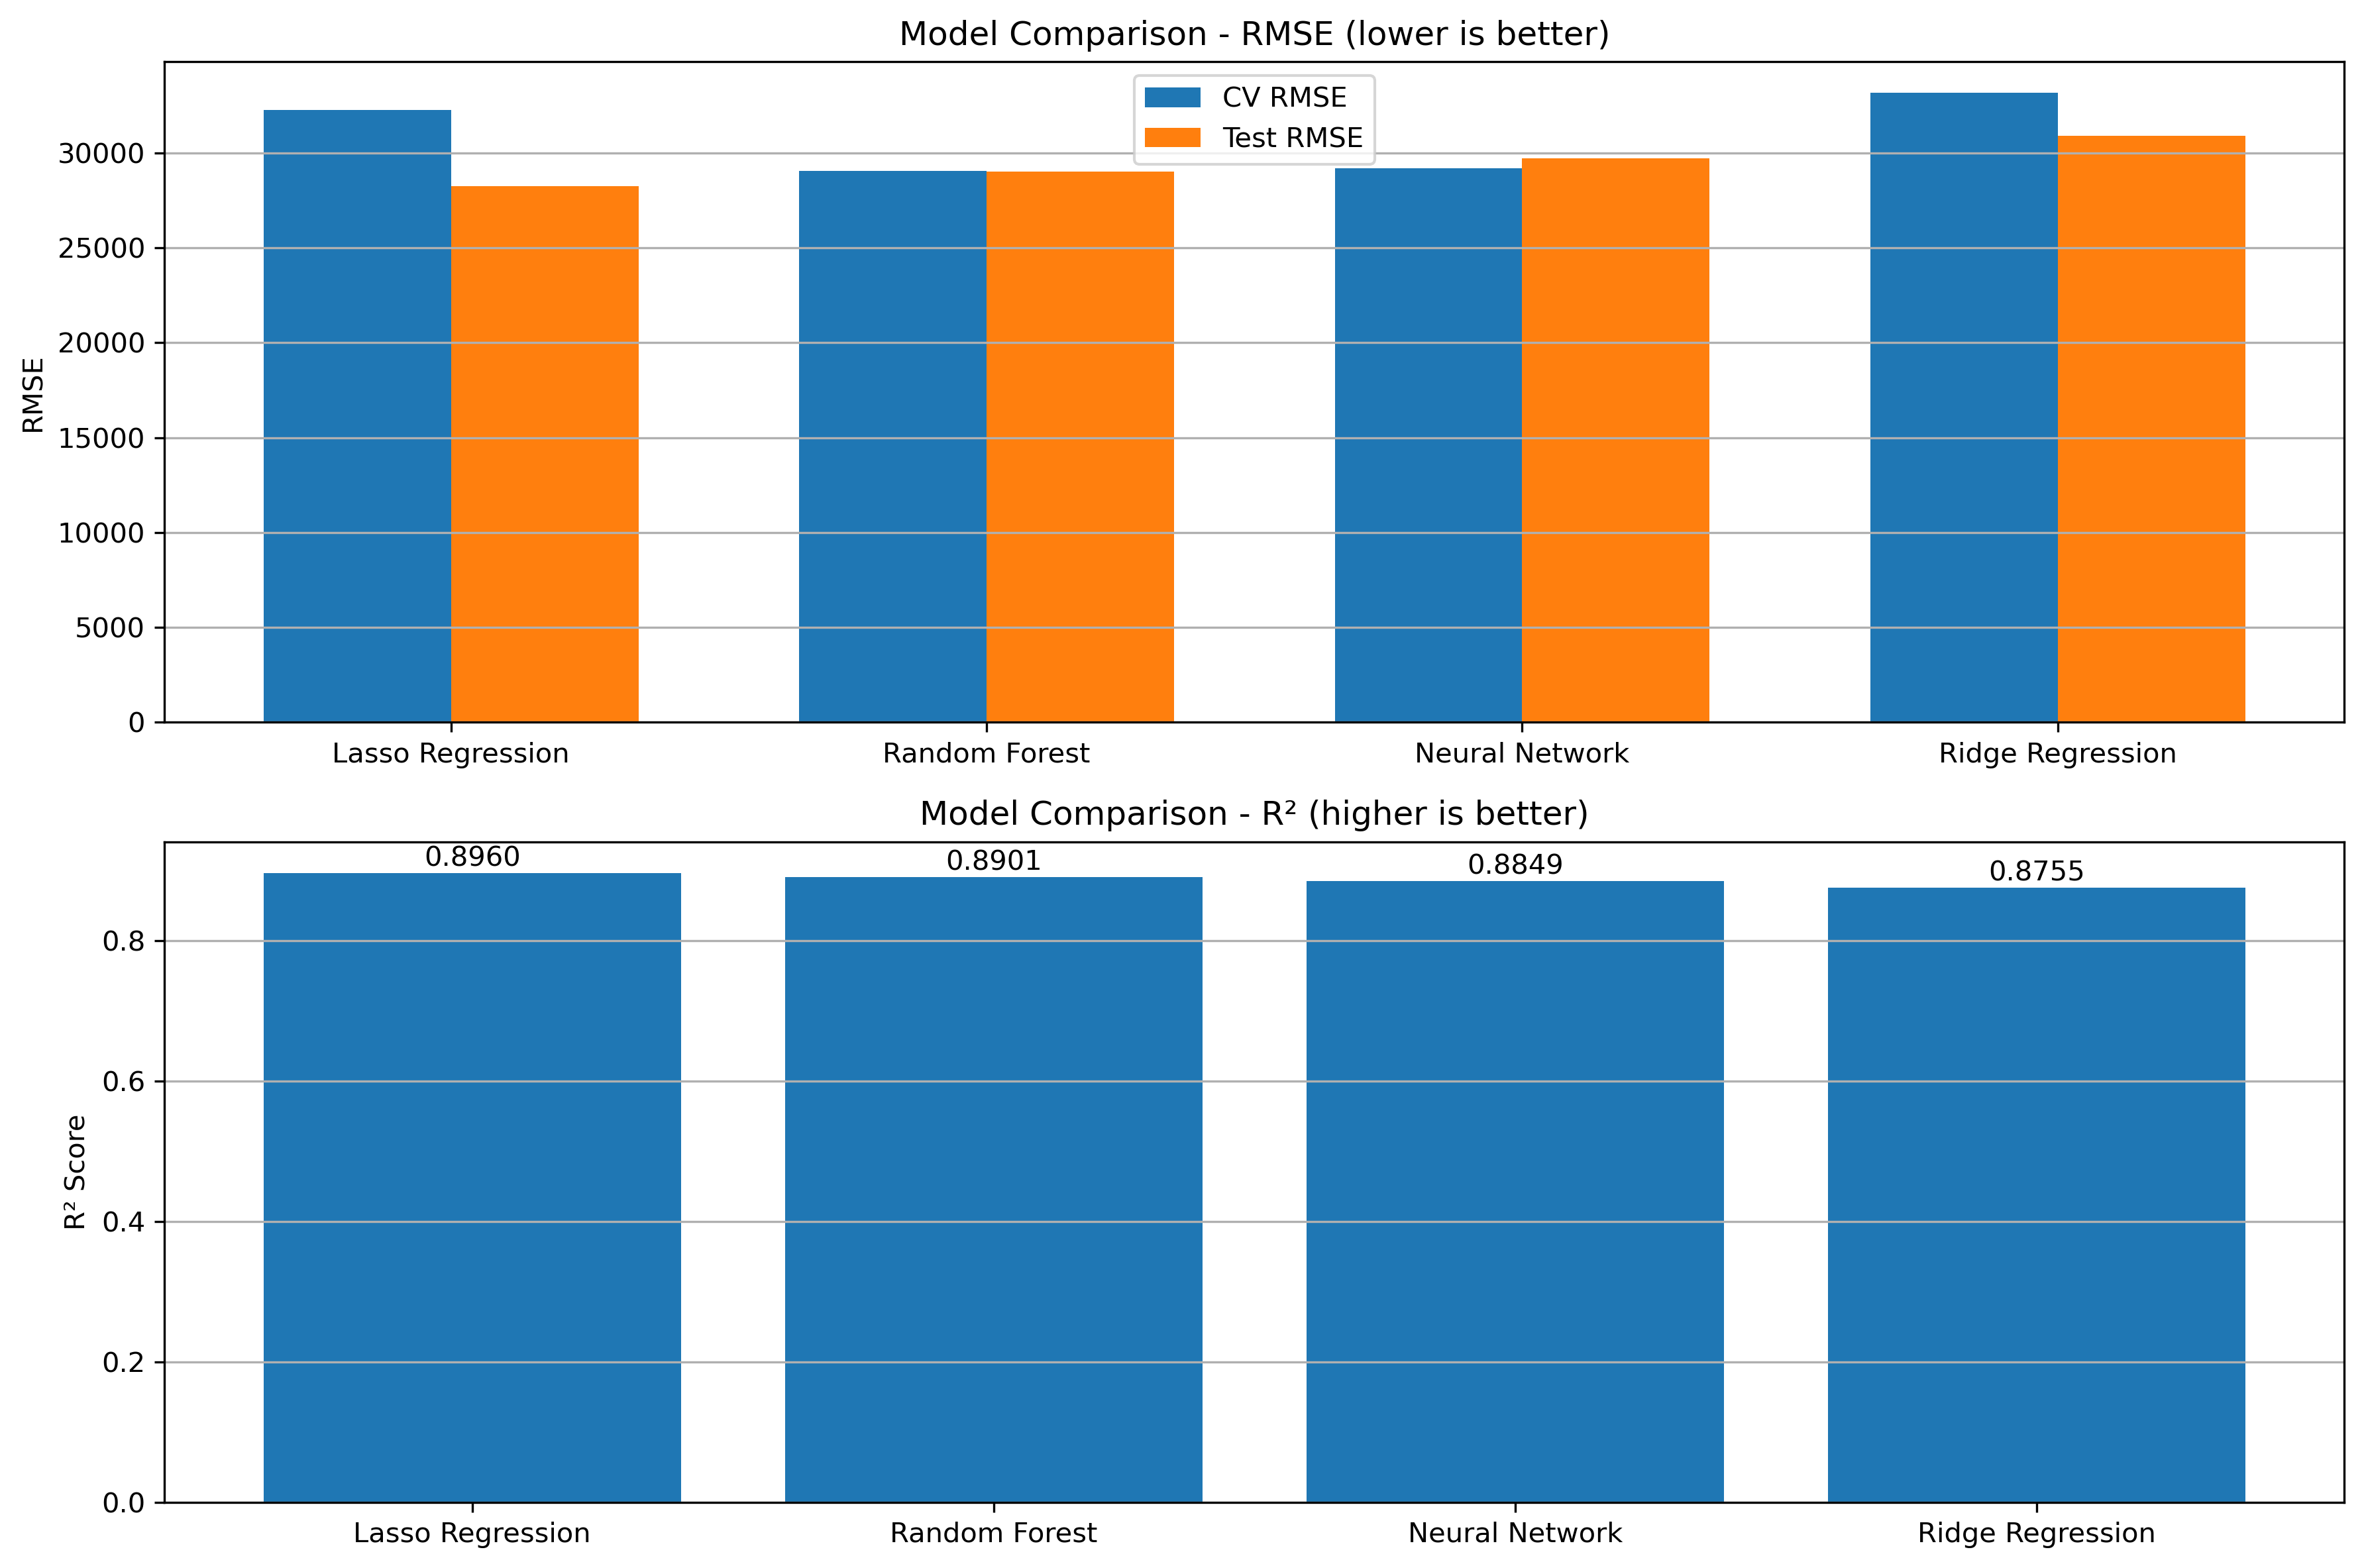 Model Comparison - RMSE (lower is better)
CV RMSE
Test RMSE
RMSE
30000
25000
20000
15000
10000
5000
0
Lasso Regression
Random Forest
Neural Network
Ridge Regression
Model Comparison - R² (higher is better)
0.8960
0.8901
0.8849
0.8755
R² Score
0.8
0.6
0.4
0.2
0.0
Lasso Regression
Random Forest
Neural Network
Ridge Regression